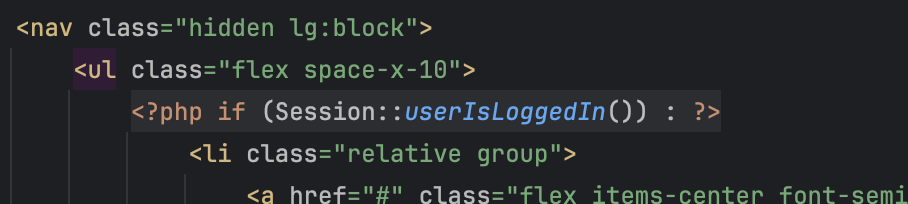 <nav class="hidden lg:block">
<ul class="flex space-x-10">
<?php if (Session::userIsLoggedIn()) : ?>
<li class="relative group">
<a href="#" class="flex items-center font-semi